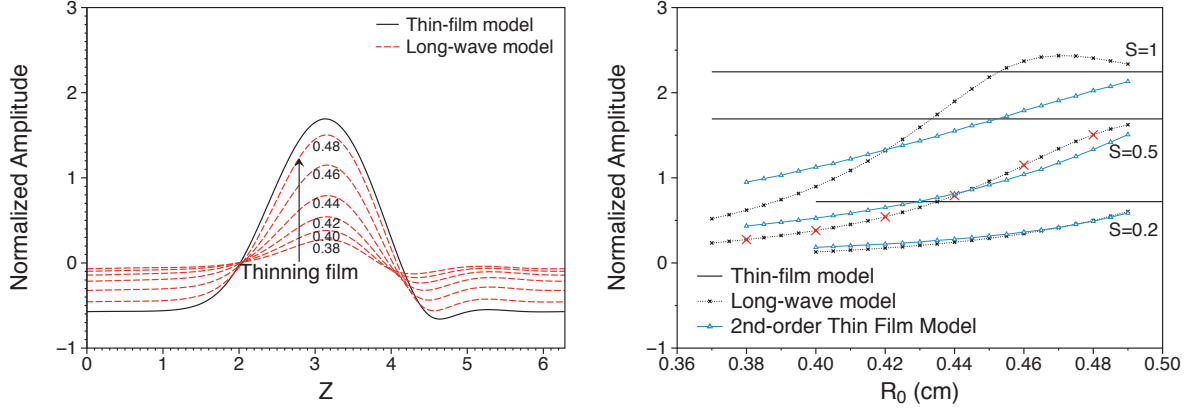 3
2
1
0
−1
Normalized Amplitude
Thin-film model
Long-wave model
0.48
0.46
0.44
0.42
0.40
0.38
Thinning film
0 1 2 3 4 5 6
Z
3
2
1
0
−1
Normalized Amplitude
S=1
S=0.5
S=0.2
Thin-film model
Long-wave model
2nd-order Thin Film Model
0.36 0.38 0.40 0.42 0.44 0.46 0.48 0.50
R₀ (cm)